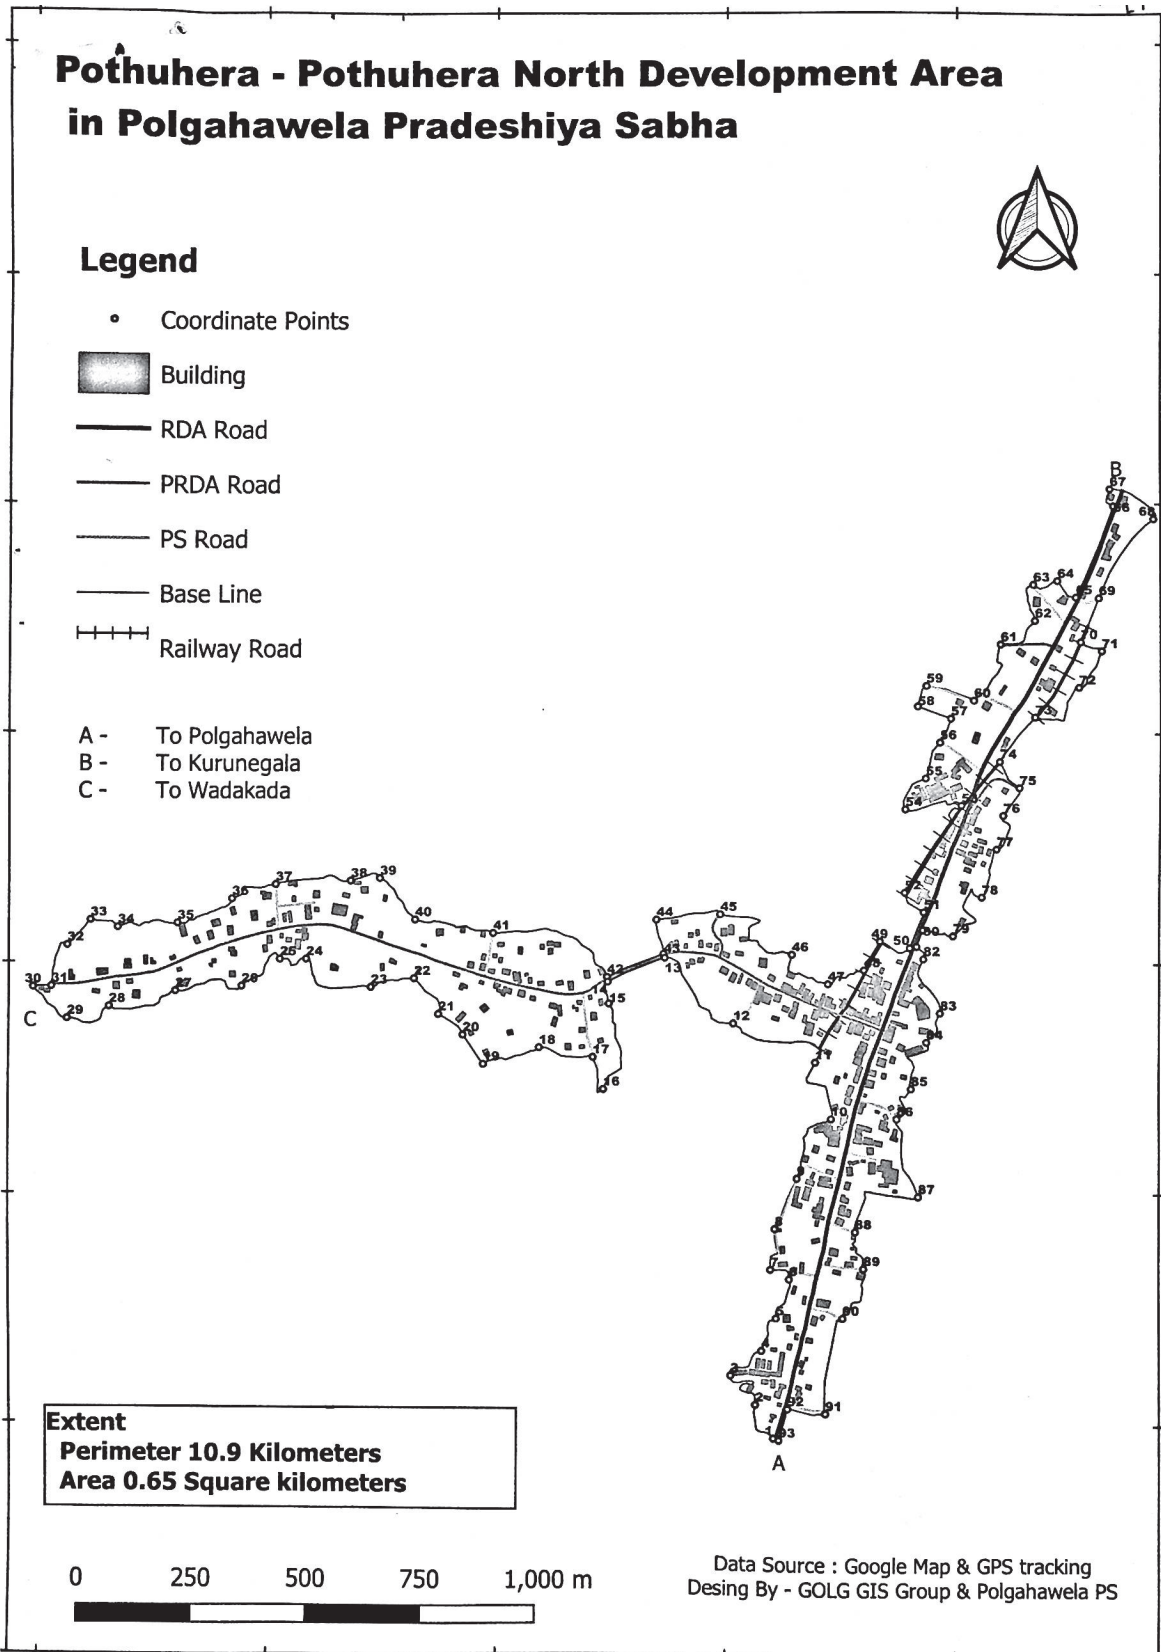 Pothuhera - Pothuhera North Development Area
in Polgahawela Pradeshiya Sabha
Legend
Coordinate Points
Building
RDA Road
PRDA Road
PS Road
Base Line
Railway Road
A - To Polgahawela
B - To Kurunegala
C - To Wadakada
B
67
66
68
63 64
65 69
62
61 70
71
72
59
60
58
57 73
56
74
55 75
54 53
76
77
52 78
51
37 38 39
36
33 34 35 40
32 41
44 45
49 50 80 79
82
46
43
13
47 48
30 31
25 24
22
42
14
15
29 28 27 26 23
C
21
20
19 18 17
16
12
11
83
84
85
10 86
9
87
8
88
7
6 89
5 90
4
3
2 92 91
1 93
A
Extent
Perimeter 10.9 Kilometers
Area 0.65 Square kilometers
0 250 500 750 1,000 m
Data Source : Google Map & GPS tracking
Desing By - GOLG GIS Group & Polgahawela PS